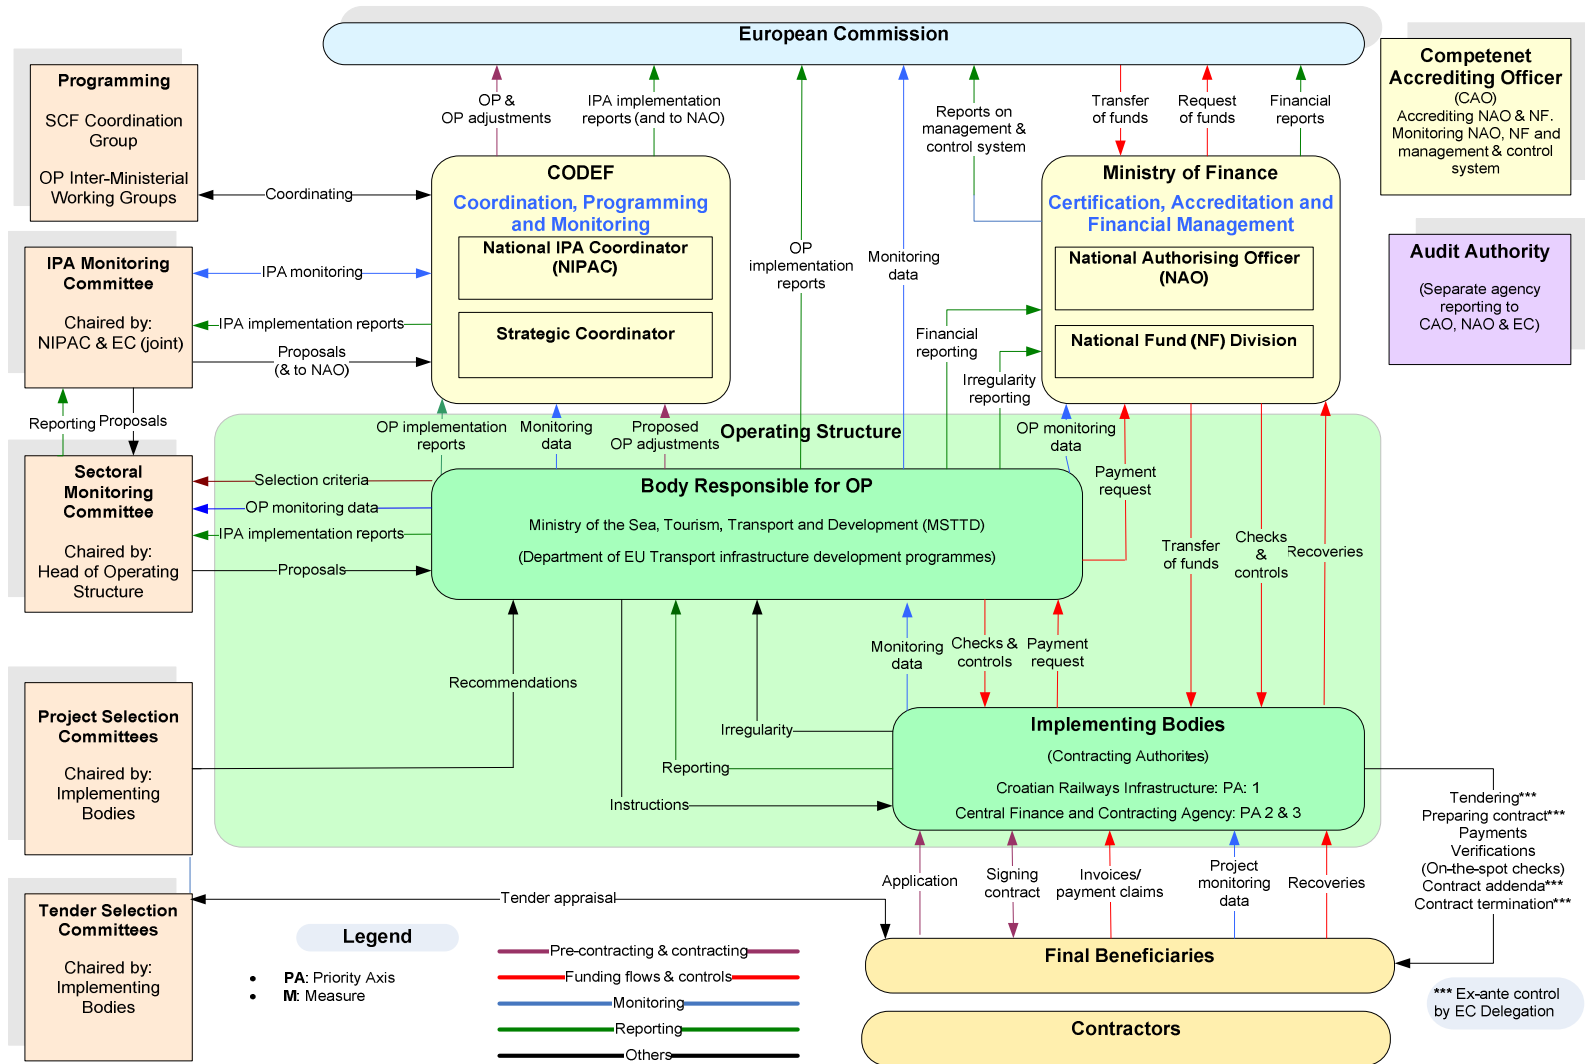 European Commission
Competenet
Accrediting Officer
(CAO)
Accrediting NAO & NF.
Monitoring NAO, NF and
management & control
system
Programming
SCF Coordination
Group
OP Inter-Ministerial
Working Groups
OP &
OP adjustments
IPA implementation
reports (and to NAO)
Reports on
management &
control system
Transfer
of funds
Request
of funds
Financial
reports
Coordinating
CODEF
Coordination, Programming
and Monitoring
National IPA Coordinator
(NIPAC)
Strategic Coordinator
Ministry of Finance
Certification, Accreditation and
Financial Management
National Authorising Officer
(NAO)
National Fund (NF) Division
Audit Authority
(Separate agency
reporting to
CAO, NAO & EC)
IPA Monitoring
Committee
Chaired by:
NIPAC & EC (joint)
IPA monitoring
IPA implementation reports
Proposals
(& to NAO)
OP
implementation
reports
Monitoring
data
Financial
reporting
Irregularity
reporting
Reporting
Proposals
OP implementation
reports
Monitoring
data
Proposed
OP adjustments
Operating Structure
OP monitoring
data
Payment
request
Sectoral
Monitoring
Committee
Chaired by:
Head of Operating
Structure
Selection criteria
OP monitoring data
IPA implementation reports
Proposals
Body Responsible for OP
Ministry of the Sea, Tourism, Transport and Development (MSTTD)
(Department of EU Transport infrastructure development programmes)
Transfer
of funds
Checks
&
controls
Recoveries
Monitoring
data
Checks &
controls
Payment
request
Recommendations
Irregularity
Reporting
Instructions
Project Selection
Committees
Chaired by:
Implementing
Bodies
Implementing Bodies
(Contracting Authorites)
Croatian Railways Infrastructure: PA: 1
Central Finance and Contracting Agency: PA 2 & 3
Tendering***
Preparing contract***
Payments
Verifications
(On-the-spot checks)
Contract addenda***
Contract termination***
Application
Signing
contract
Invoices/
payment claims
Project
monitoring
data
Recoveries
Tender appraisal
Tender Selection
Committees
Chaired by:
Implementing
Bodies
Legend
• PA: Priority Axis
• M: Measure
Pre-contracting & contracting
Funding flows & controls
Monitoring
Reporting
Others
Final Beneficiaries
Contractors
*** Ex-ante control
by EC Delegation